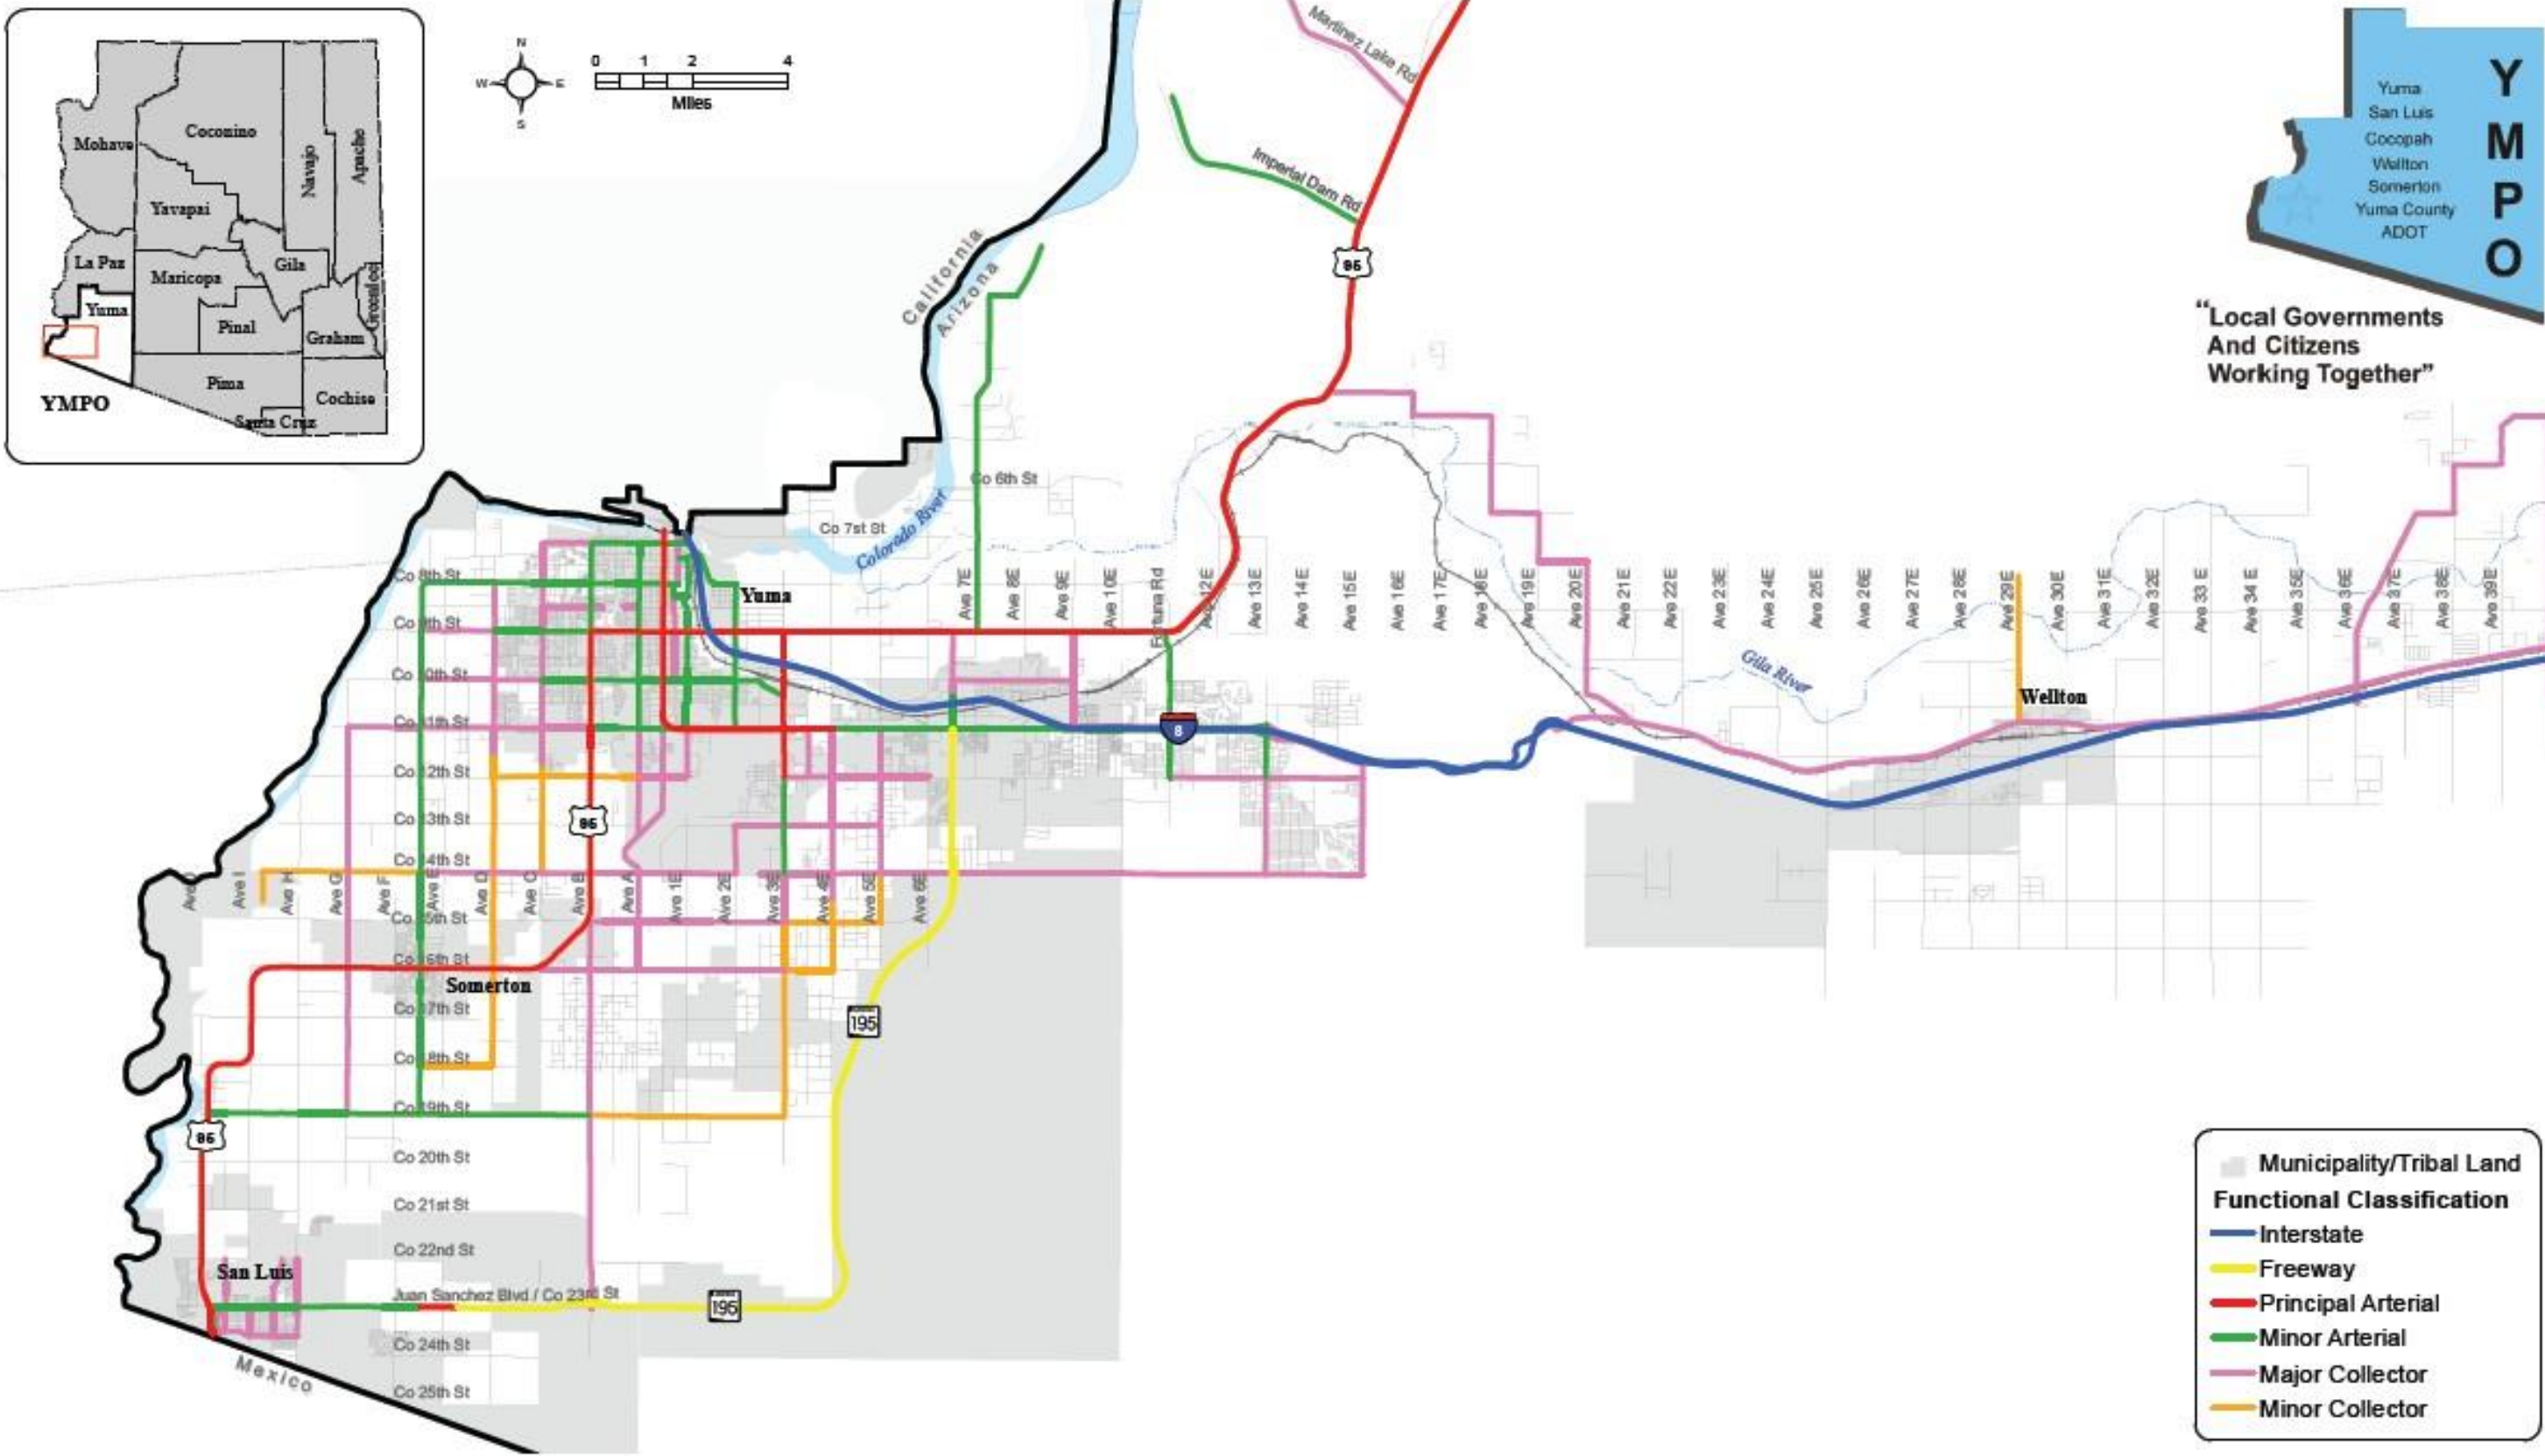 Mohave
Coconino
Navajo
Apache
Yavapai
La Paz
Maricopa
Gila
Greenlee
Yuma
Pinal
Graham
Pima
Cochise
Santa Cruz
YMPO
N
W
E
S
0 1 2 4
Miles
Martinez Lake Rd
Imperial Dam Rd
95
California
Arizona
Yuma
San Luis
Cocopah
Wellton
Somerton
Yuma County
ADOT
Y
M
P
O
“Local Governments
And Citizens
Working Together”
Co 6th St
Co 7st St
Colorado River
Co 8th St
Yuma
Co 9th St
Co 10th St
Co 11th St
Co 12th St
Co 13th St
Co 14th St
Co 15th St
Co 16th St
Somerton
Co 17th St
Co 18th St
Co 19th St
Co 20th St
Co 21st St
Co 22nd St
Juan Sanchez Blvd / Co 23rd St
Co 24th St
Co 25th St
Ave 7E
Ave 8E
Ave 9E
Ave 10E
Fortuna Rd
Ave 12E
Ave 13E
Ave 14E
Ave 15E
Ave 16E
Ave 17E
Ave 18E
Ave 19E
Ave 20E
Ave 21E
Ave 22E
Ave 23E
Ave 24E
Ave 25E
Ave 26E
Ave 27E
Ave 28E
Ave 29E
Ave 30E
Ave 31E
Ave 32E
Ave 33 E
Ave 34 E
Ave 35E
Ave 36E
Ave 37E
Ave 38E
Ave 39E
Gila River
Wellton
8
95
Ave I
Ave H
Ave G
Ave F
Ave E
Ave D
Ave C
Ave B
Ave A
Ave 1E
Ave 2E
Ave 3E
Ave 4E
Ave 5E
Ave 6E
195
95
San Luis
195
Mexico
Municipality/Tribal Land
Functional Classification
Interstate
Freeway
Principal Arterial
Minor Arterial
Major Collector
Minor Collector